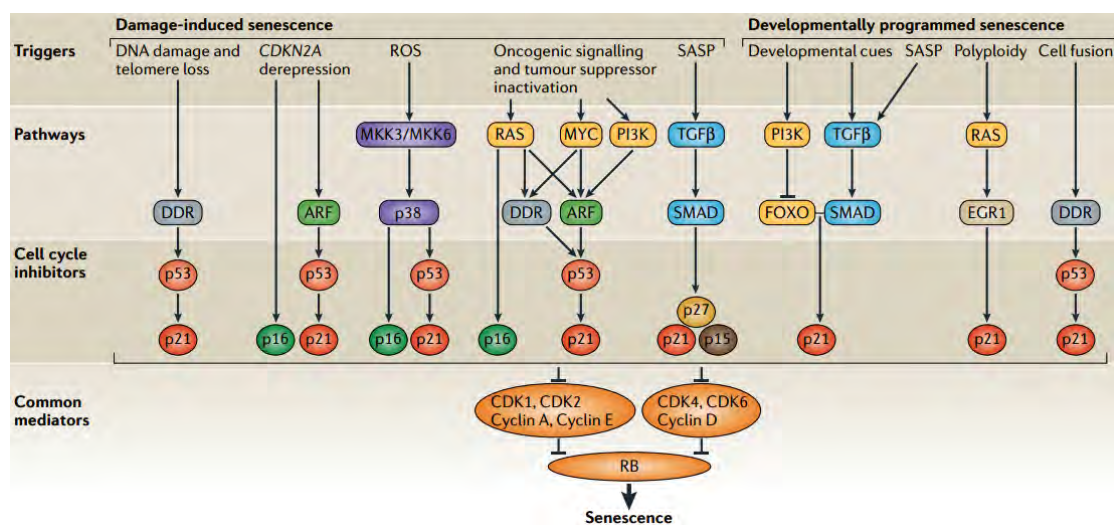 Damage-induced senescence
Developmentally programmed senescence
Triggers
DNA damage and
telomere loss
CDKN2A
derepression
ROS
Oncogenic signalling
and tumour suppressor
inactivation
SASP
Developmental cues
SASP
Polyploidy
Cell fusion
Pathways
MKK3/MKK6
RAS
MYC
PI3K
TGFβ
PI3K
TGFβ
RAS
DDR
ARF
p38
DDR
ARF
SMAD
FOXO
SMAD
EGR1
DDR
Cell cycle
inhibitors
p53
p53
p53
p53
p53
p27
p21
p16
p21
p16
p21
p16
p21
p21
p15
p21
p21
p21
Common
mediators
CDK1, CDK2
Cyclin A, Cyclin E
CDK4, CDK6
Cyclin D
RB
Senescence